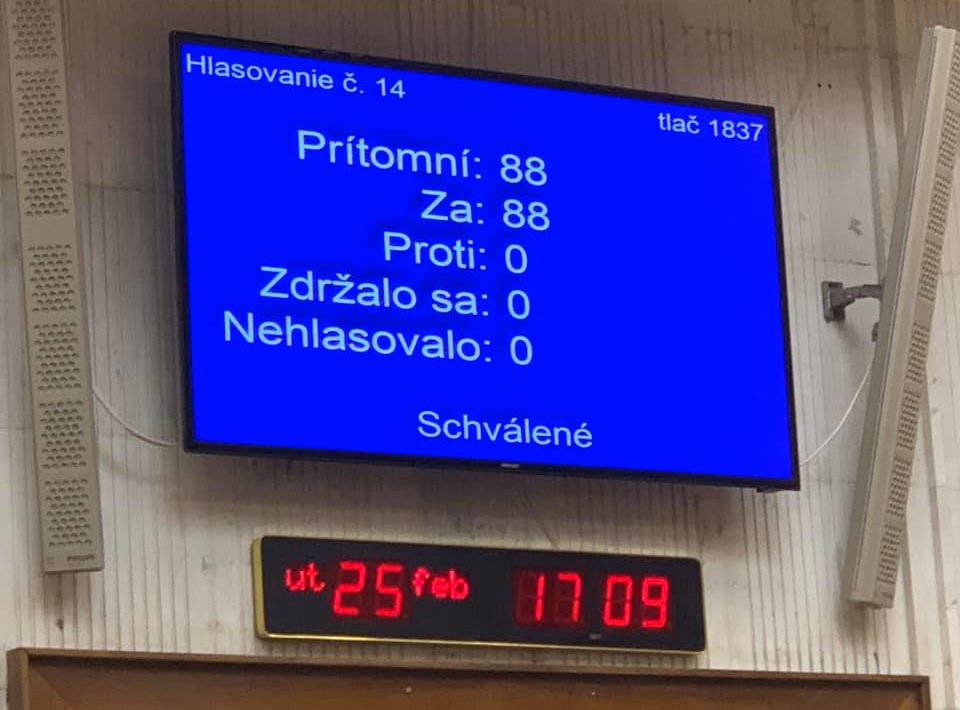 Hlasovanie č. 14
tlač 1837
Prítomní: 88
Za: 88
Proti: 0
Zdržalo sa: 0
Nehlasovalo: 0
Schválené
PHILIPS
ut 25 feb 17 09